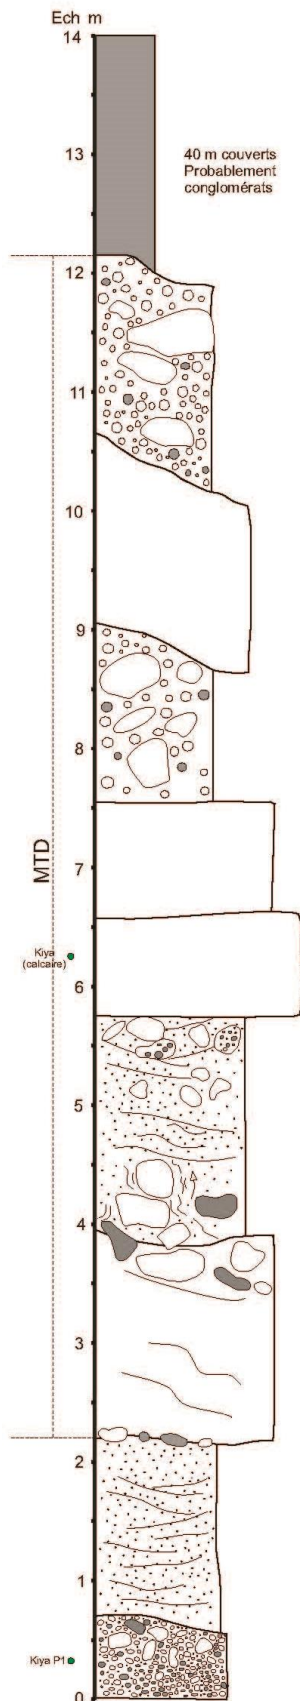 Ech m
14
13
40 m couverts
Probablement
conglomérats
12
11
10
9
8
7
MTD
Kiya
(calcaire)
6
5
4
3
2
1
Kiya P1
0